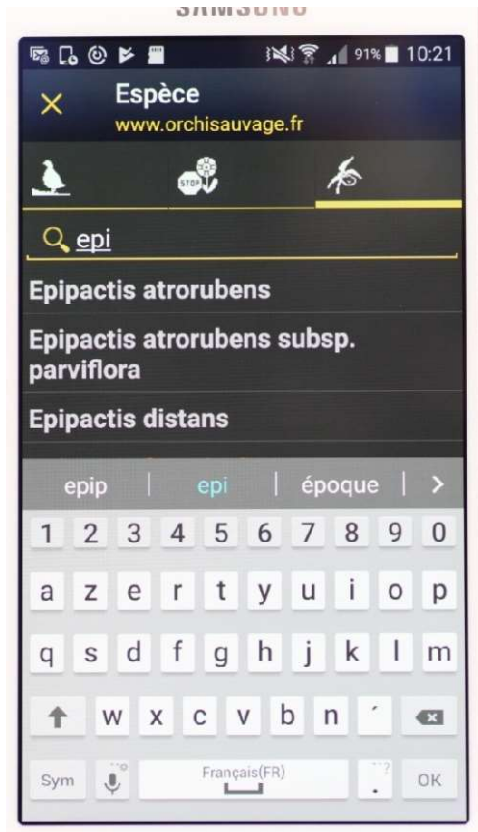 SAMSUNG
91% 10:21
Espèce
www.orchisauvage.fr
STOP
epi
Epipactis atrorubens
Epipactis atrorubens subsp.
parviflora
Epipactis distans
epip epi époque >
1 2 3 4 5 6 7 8 9 0
a z e r t y u i o p
q s d f g h j k l m
w x c v b n ´
Sym Français(FR) . OK